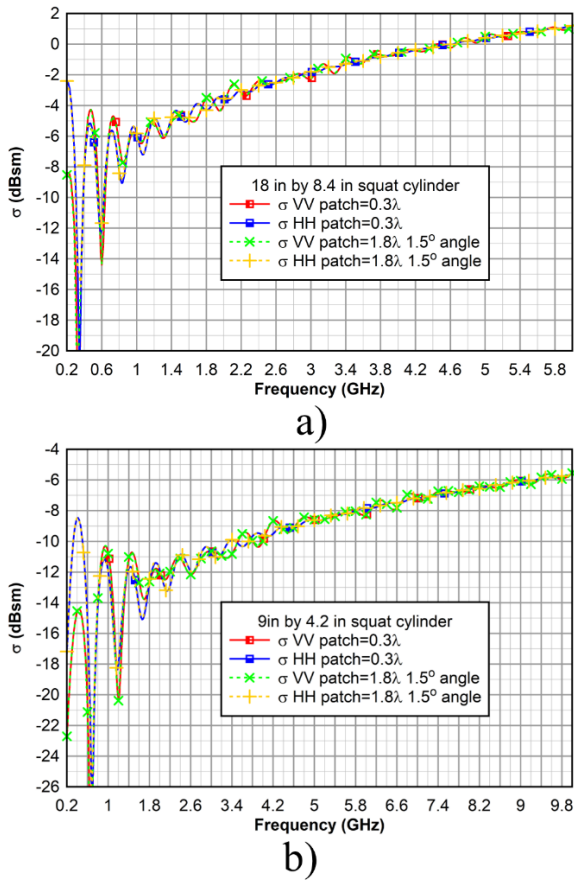 2
0
-2
-4
-6
-8
-10
-12
-14
-16
-18
-20
σ (dBsm)
18 in by 8.4 in squat cylinder
σ VV patch=0.3λ
σ HH patch=0.3λ
σ VV patch=1.8λ 1.5° angle
σ HH patch=1.8λ 1.5° angle
0.2 0.6 1 1.4 1.8 2.2 2.6 3 3.4 3.8 4.2 4.6 5 5.4 5.8
Frequency (GHz)
a)
-4
-6
-8
-10
-12
-14
-16
-18
-20
-22
-24
-26
σ (dBsm)
9in by 4.2 in squat cylinder
σ VV patch=0.3λ
σ HH patch=0.3λ
σ VV patch=1.8λ 1.5° angle
σ HH patch=1.8λ 1.5° angle
0.2 1 1.8 2.6 3.4 4.2 5 5.8 6.6 7.4 8.2 9 9.8
Frequency (GHz)
b)